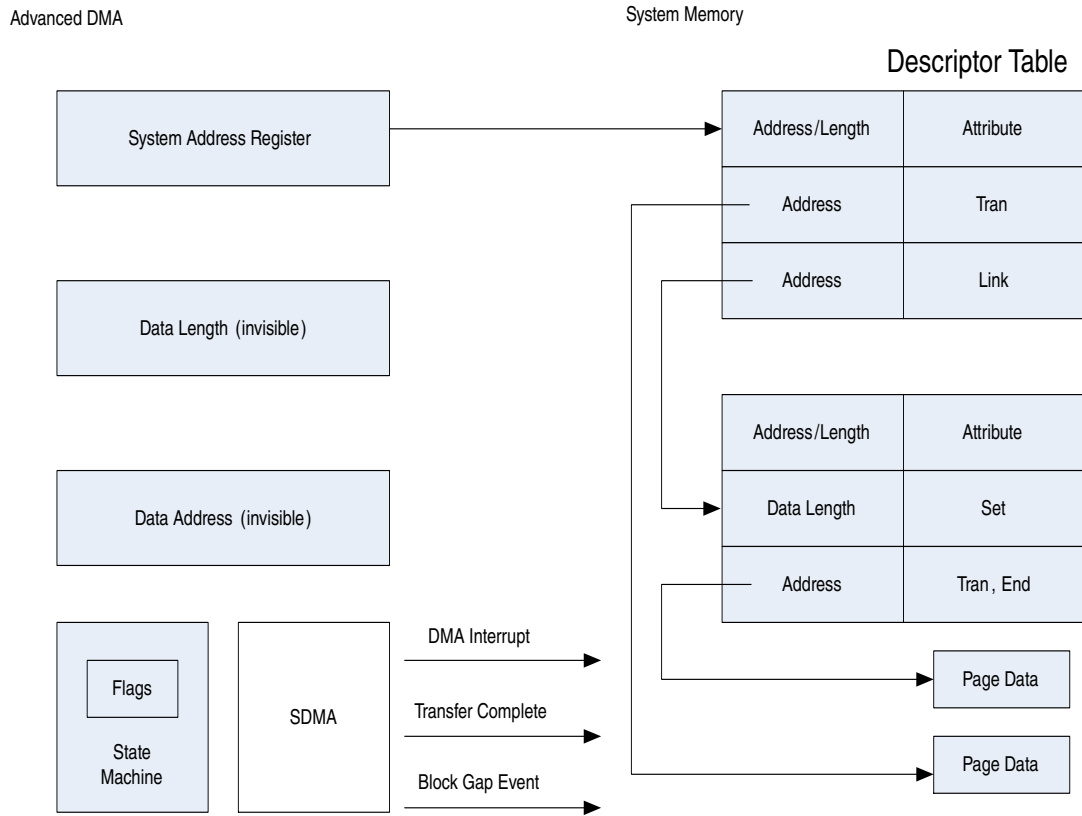 Advanced DMA
System Memory
Descriptor Table
System Address Register
Address/Length
Attribute
Address
Tran
Address
Link
Data Length (invisible)
Address/Length
Attribute
Data Length
Set
Address
Tran, End
Data Address (invisible)
Flags
State
Machine
SDMA
DMA Interrupt
Transfer Complete
Block Gap Event
Page Data
Page Data